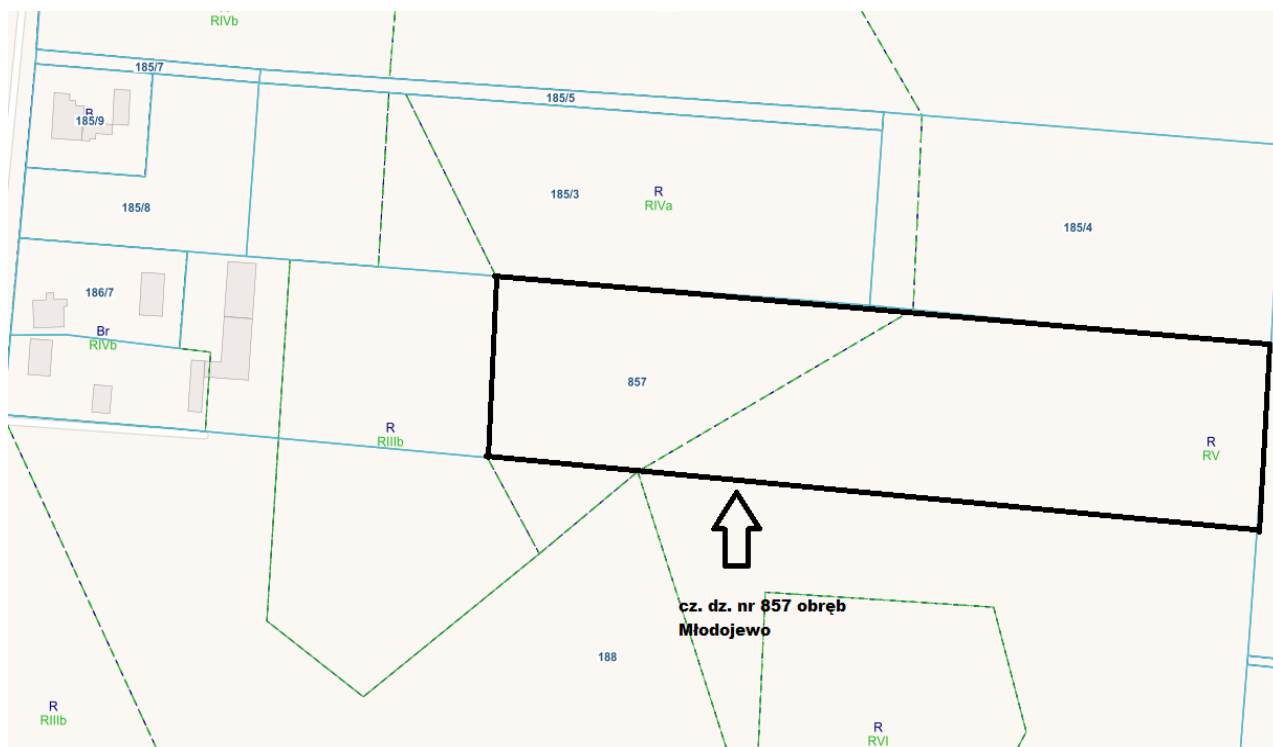 RIVb
185/7
185/5
B
185/9
185/3
R
RIVa
185/8
185/4
186/7
Br
RIVb
857
R
RIIIb
R
RV
cz. dz. nr 857 obręb
Młodojewo
188
R
RIIIb
R
RVI